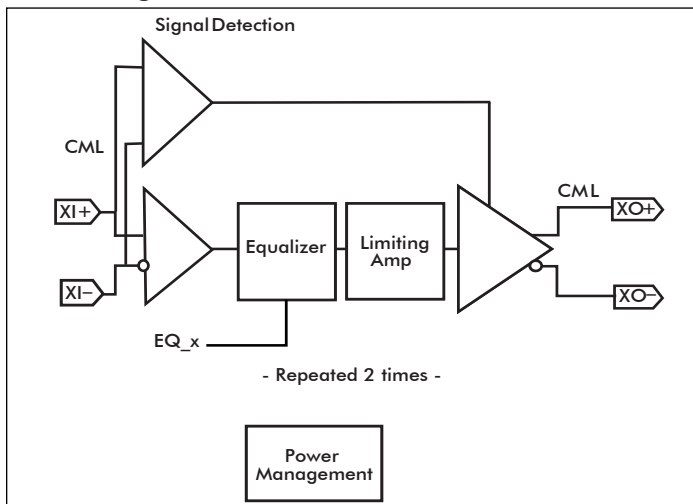 Signal Detection
CML
CML
XI+
XO+
Equalizer
Limiting
Amp
XI−
XO−
EQ_x
- Repeated 2 times -
Power
Management